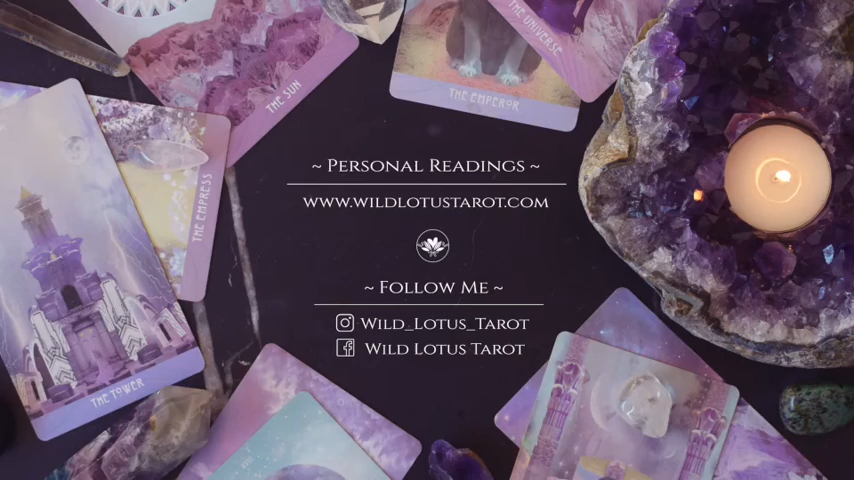 THE SUN
THE EMPEROR
THE UNIVERSE
THE EMPRESS
THE TOWER
~ Personal Readings ~
www.wildlotustarot.com
~ Follow Me ~
Wild_Lotus_Tarot
Wild Lotus Tarot